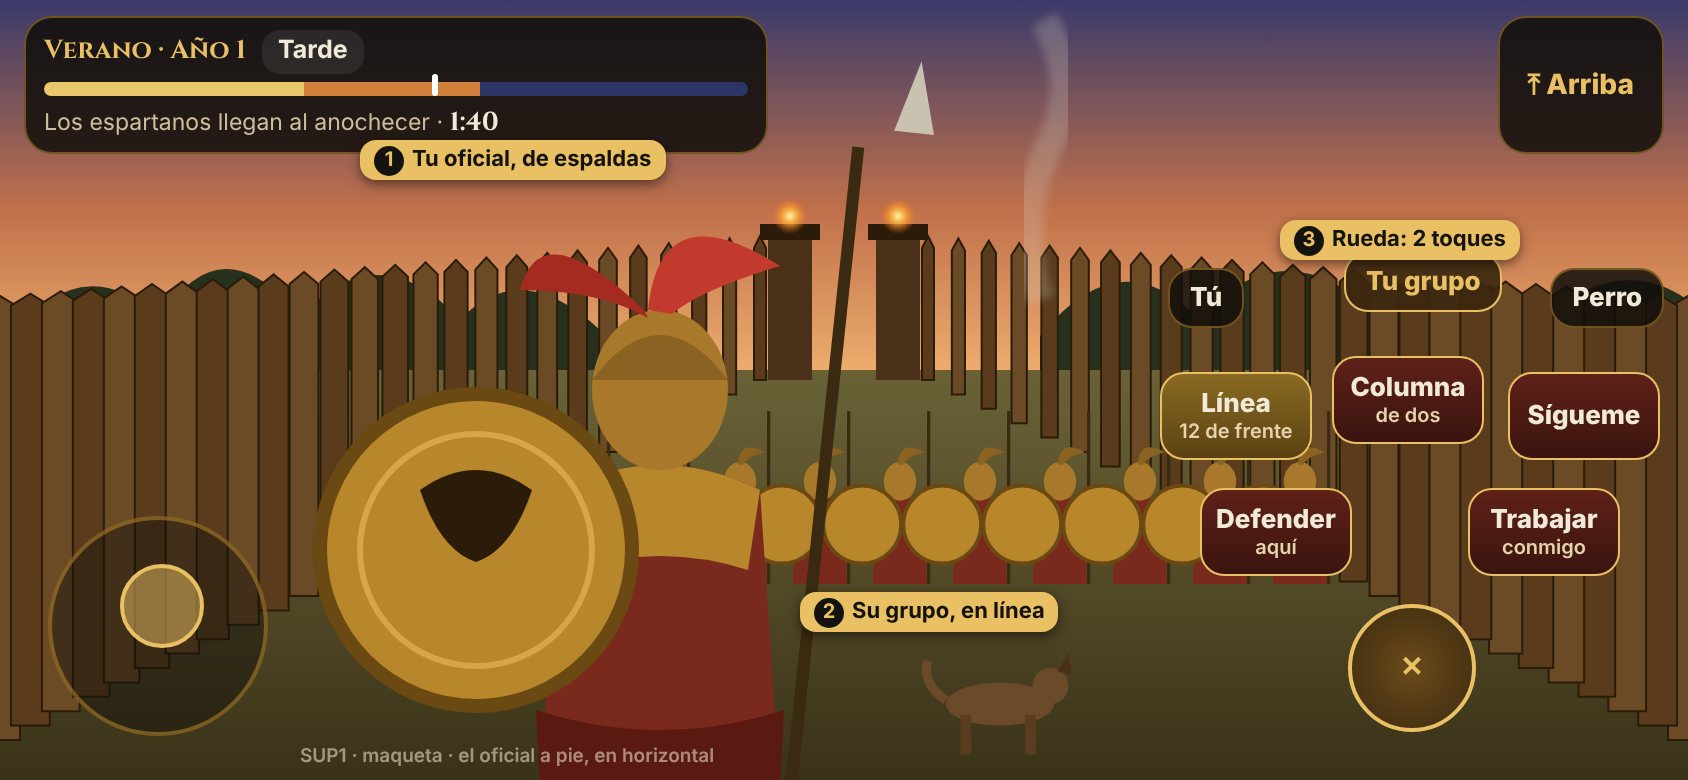 Verano · Año 1 Tarde
Los espartanos llegan al anochecer · 1:40
⤒ Arriba
1 Tu oficial, de espaldas
3 Rueda: 2 toques
Tú
Tu grupo
Perro
Línea
12 de frente
Columna
de dos
Sígueme
Defender
aquí
Trabajar
conmigo
2 Su grupo, en línea
×
SUP1 · maqueta · el oficial a pie, en horizontal